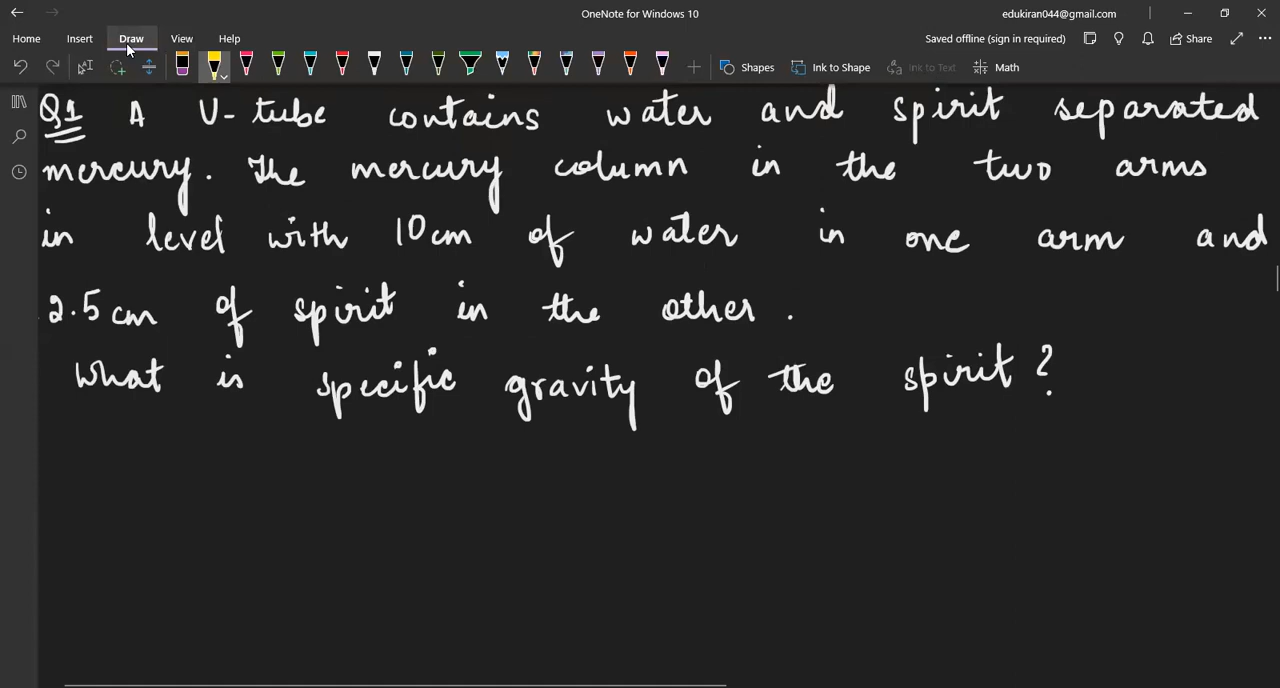 OneNote for Windows 10
edukiran044@gmail.com
Home Insert Draw View Help
Saved offline (sign in required) Share
Shapes Ink to Shape Ink to Text Math
Q1 A U-tube contains water and spirit separated
mercury. The mercury column in the two arms
in level with 10cm of water in one arm and
2.5cm of spirit in the other.
What is specific gravity of the spirit?